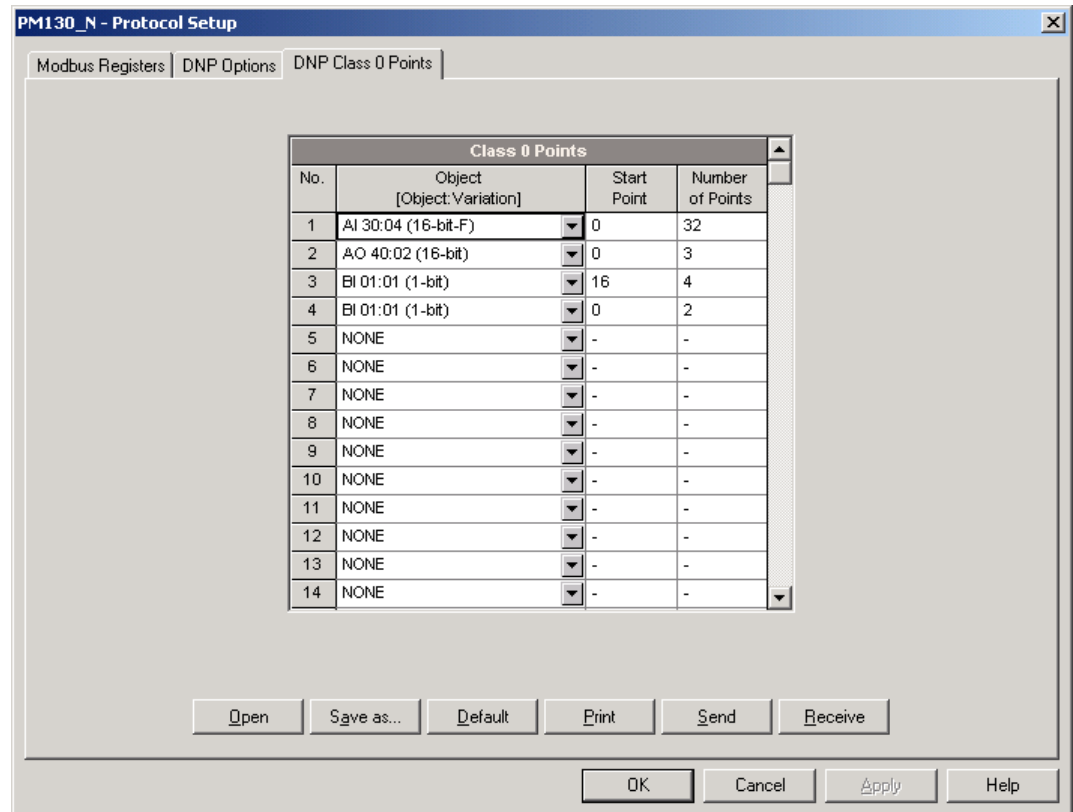 PM130_N - Protocol Setup
Modbus Registers DNP Options DNP Class 0 Points
Class 0 Points
No. Object Start Number
[Object:Variation] Point of Points
1 AI 30:04 (16-bit-F) 0 32
2 AO 40:02 (16-bit) 0 3
3 BI 01:01 (1-bit) 16 4
4 BI 01:01 (1-bit) 0 2
5 NONE - -
6 NONE - -
7 NONE - -
8 NONE - -
9 NONE - -
10 NONE - -
11 NONE - -
12 NONE - -
13 NONE - -
14 NONE - -
Open Save as... Default Print Send Receive
OK Cancel Apply Help